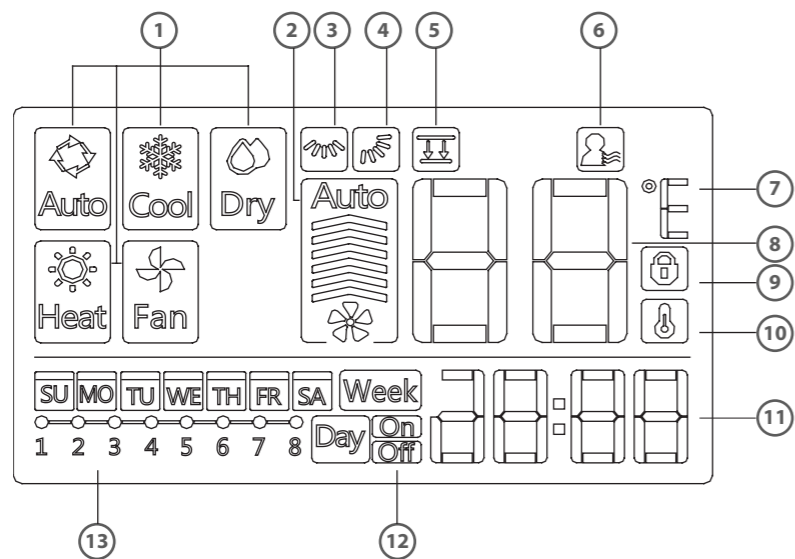 1 2 3 4 5 6
Auto Cool Dry Auto
7
8
Heat Fan 9
10
SU MO TU WE TH FR SA Week
Day On 11
1 2 3 4 5 6 7 8 Off
13 12